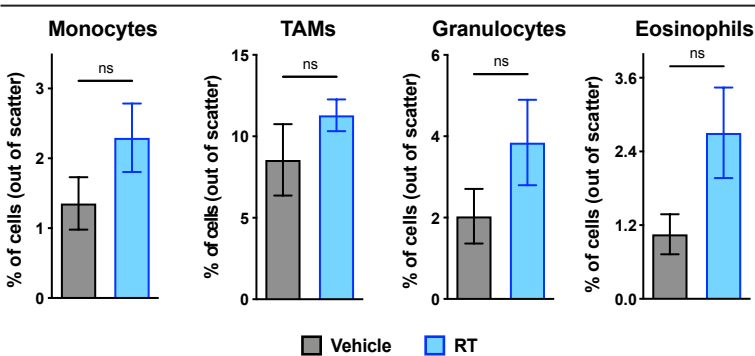 Monocytes
% of cells (out of scatter)
3
2
1
0
ns
TAMs
% of cells (out of scatter)
15
10
5
0
ns
Granulocytes
% of cells (out of scatter)
6
4
2
0
ns
Eosinophils
% of cells (out of scatter)
3.6
2.4
1.2
0.0
ns
Vehicle RT